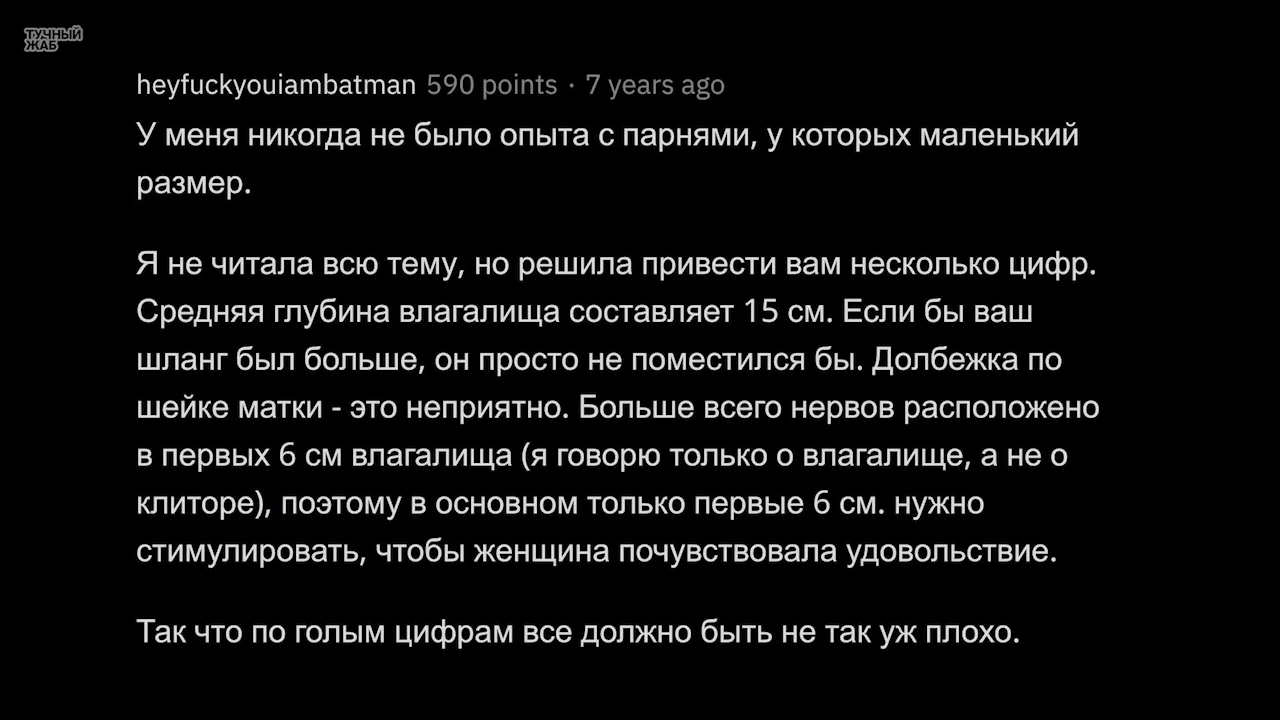 ТУЧНЫЙ
ЖАБ
heyfuckyouiambatman 590 points · 7 years ago
У меня никогда не было опыта с парнями, у которых маленький
размер.
Я не читала всю тему, но решила привести вам несколько цифр.
Средняя глубина влагалища составляет 15 см. Если бы ваш
шланг был больше, он просто не поместился бы. Долбежка по
шейке матки - это неприятно. Больше всего нервов расположено
в первых 6 см влагалища (я говорю только о влагалище, а не о
клиторе), поэтому в основном только первые 6 см. нужно
стимулировать, чтобы женщина почувствовала удовольствие.
Так что по голым цифрам все должно быть не так уж плохо.